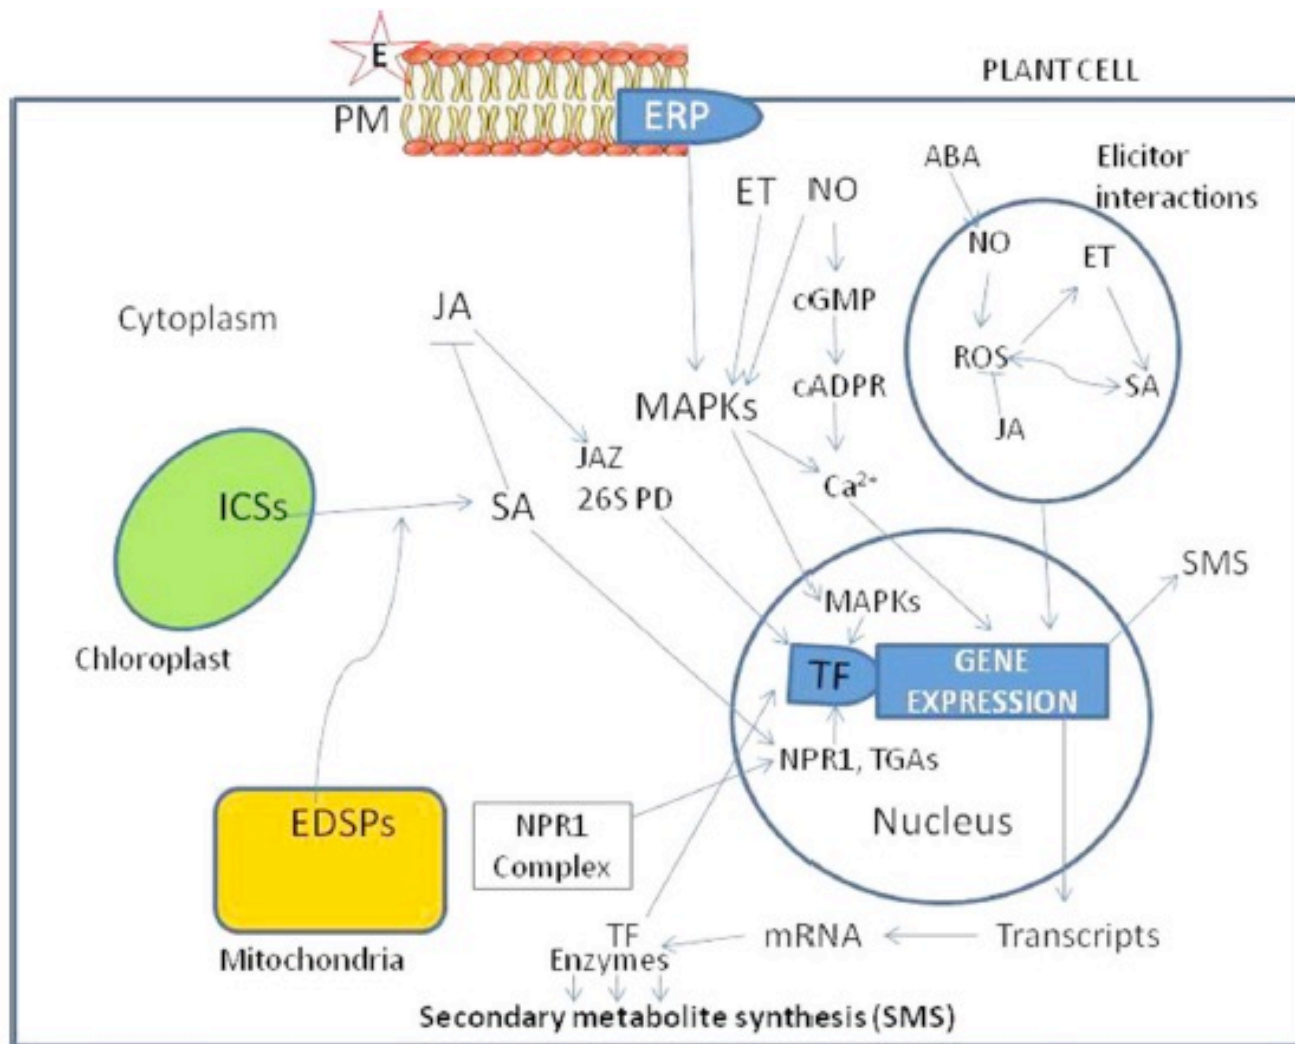 E
PLANT CELL
PM
ERP
ABA
Elicitor
interactions
ET
NO
NO
ET
cGMP
JA
Cytoplasm
ROS
cADPR
SA
MAPKs
JA
JAZ
26S PD
Ca²⁺
ICSs
SA
SMS
MAPKs
Chloroplast
TF
GENE
EXPRESSION
NPR1, TGAs
EDSPs
NPR1
Complex
Nucleus
Mitochondria
TF
Enzymes
mRNA
Transcripts
Secondary metabolite synthesis (SMS)